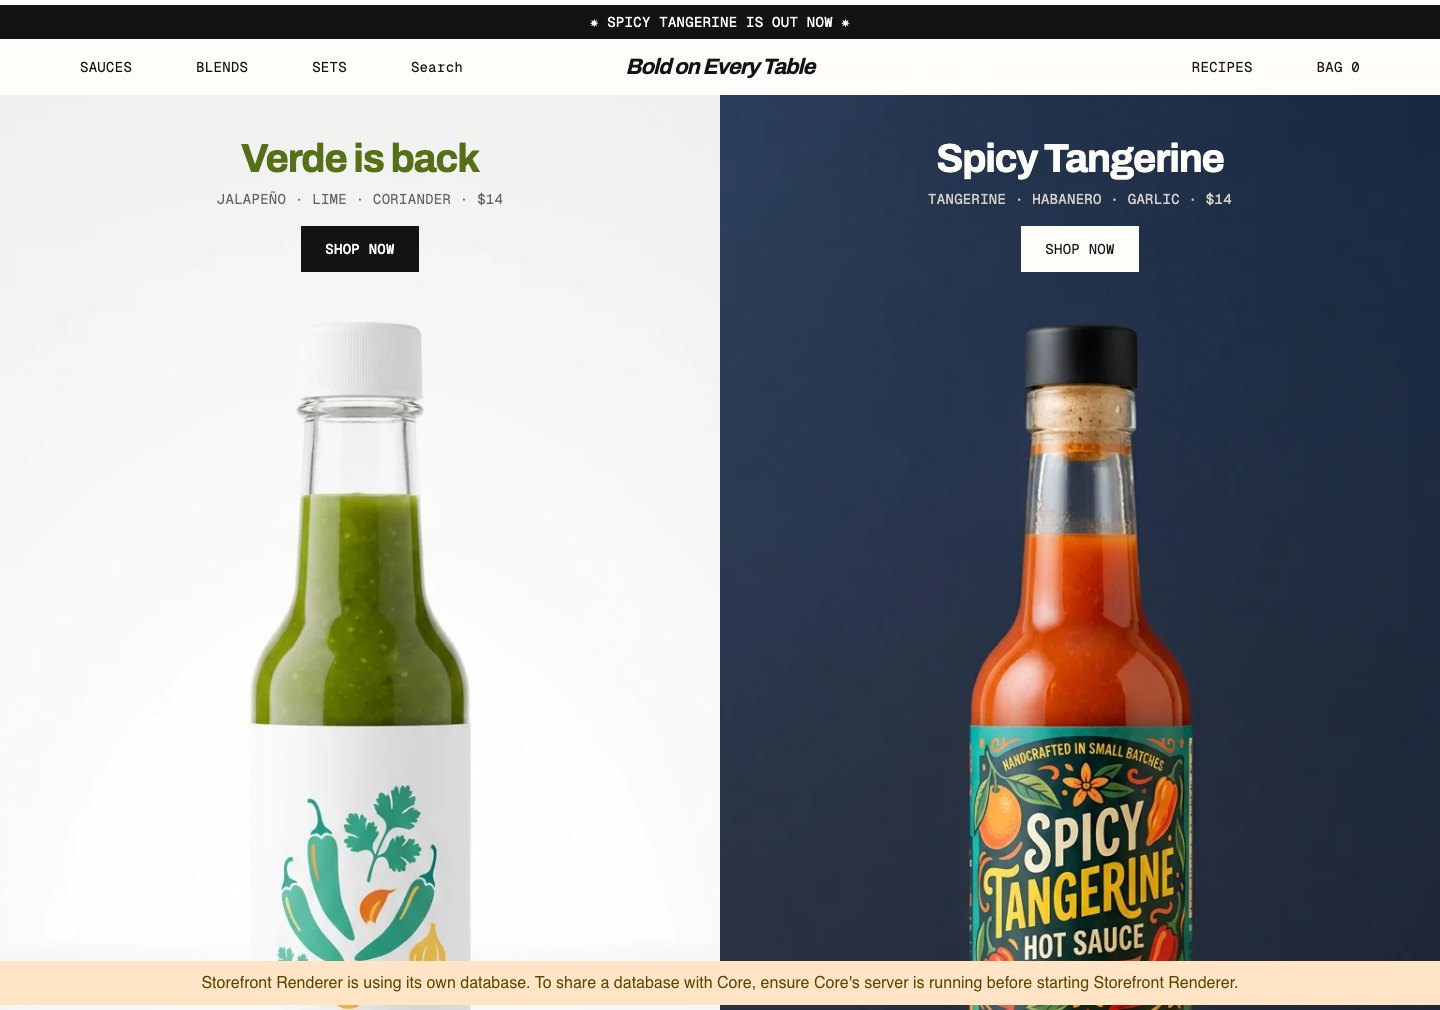 ✷ SPICY TANGERINE IS OUT NOW ✷
SAUCES BLENDS SETS Search Bold on Every Table RECIPES BAG 0
Verde is back
JALAPEÑO · LIME · CORIANDER · $14
SHOP NOW
Spicy Tangerine
TANGERINE · HABANERO · GARLIC · $14
SHOP NOW
HANDCRAFTED IN SMALL BATCHES
SPICY
TANGERINE
HOT SAUCE
Storefront Renderer is using its own database. To share a database with Core, ensure Core's server is running before starting Storefront Renderer.